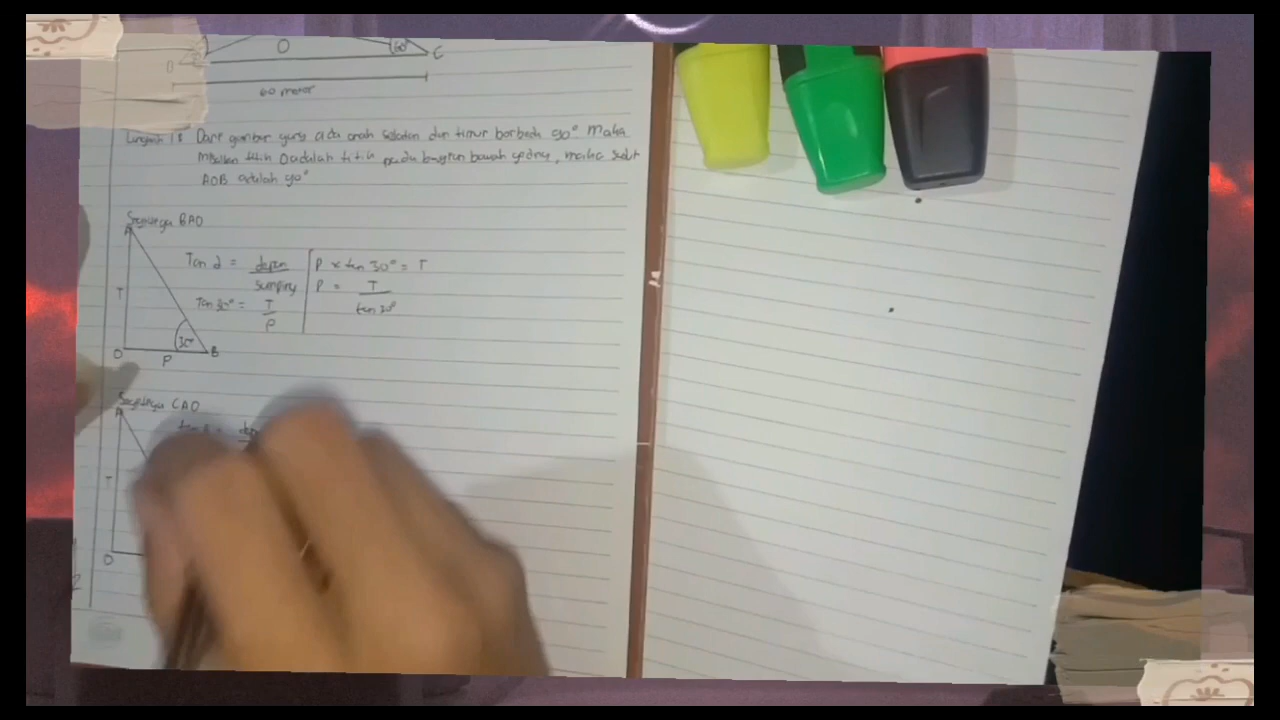 O
60°
C
B
60 meter
Langkah 1: Dari gambar yang ada arah selatan dan timur berbeda 90° Maka
Misalkan titik O adalah titik pada bagian bawah gedung, maka sudut
AOB adalah 90°
Segitiga BAO
A
Tan α = depan
samping
P x tan 30° = T
P = T
tan 30°
T
Tan 30° = T
P
30°
O
P
B
Segitiga CAO
A
T
O